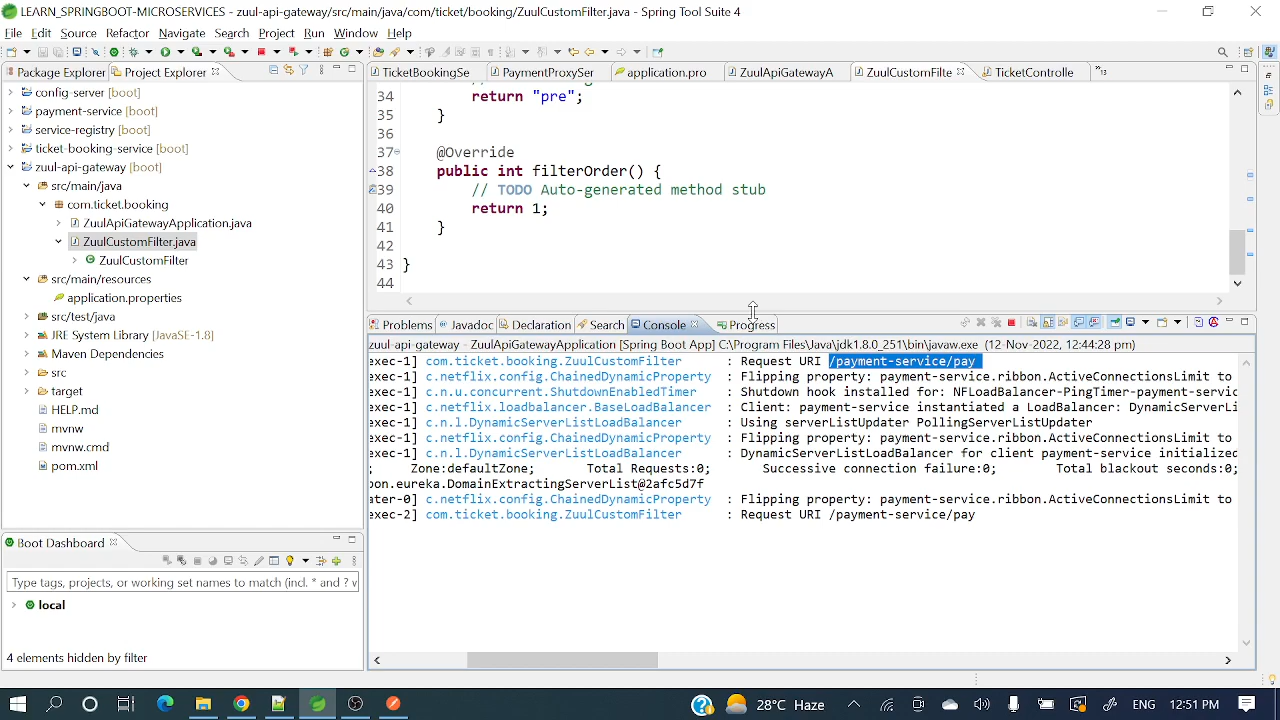 LEARN_SPRINGBOOT-MICROSERVICES - zuul-api-gateway/src/main/java/com/ticket/booking/ZuulCustomFilter.java - Spring Tool Suite 4
File Edit Source Refactor Navigate Search Project Run Window Help
Package Explorer Project Explorer
config-server [boot]
payment-service [boot]
service-registry [boot]
ticket-booking-service [boot]
zuul-api-gateway [boot]
src/main/java
com.ticket.booking
ZuulApiGatewayApplication.java
ZuulCustomFilter.java
ZuulCustomFilter
src/main/resources
application.properties
src/test/java
JRE System Library [JavaSE-1.8]
Maven Dependencies
src
target
HELP.md
mvnw
mvnw.cmd
pom.xml
Boot Dashboard
Type tags, projects, or working set names to match (incl. * and ? v
local
4 elements hidden by filter
TicketBookingSe PaymentProxySer application.pro ZuulApiGatewayA ZuulCustomFilte TicketControlle »13
34 return "pre";
35 }
36
37 @Override
38 public int filterOrder() {
39 // TODO Auto-generated method stub
40 return 1;
41 }
42
43 }
44
Problems Javadoc Declaration Search Console Progress
zuul-api-gateway - ZuulApiGatewayApplication [Spring Boot App] C:\Program Files\Java\jdk1.8.0_251\bin\javaw.exe (12-Nov-2022, 12:44:28 pm)
exec-1] com.ticket.booking.ZuulCustomFilter : Request URI /payment-service/pay
exec-1] c.netflix.config.ChainedDynamicProperty : Flipping property: payment-service.ribbon.ActiveConnectionsLimit to
exec-1] c.n.u.concurrent.ShutdownEnabledTimer : Shutdown hook installed for: NFLoadBalancer-PingTimer-payment-servic
exec-1] c.netflix.loadbalancer.BaseLoadBalancer : Client: payment-service instantiated a LoadBalancer: DynamicServerLi
exec-1] c.n.l.DynamicServerListLoadBalancer : Using serverListUpdater PollingServerListUpdater
exec-1] c.netflix.config.ChainedDynamicProperty : Flipping property: payment-service.ribbon.ActiveConnectionsLimit to
exec-1] c.n.l.DynamicServerListLoadBalancer : DynamicServerListLoadBalancer for client payment-service initialized
; Zone:defaultZone; Total Requests:0; Successive connection failure:0; Total blackout seconds:0;
bon.eureka.DomainExtractingServerList@2afc5d7f
ater-0] c.netflix.config.ChainedDynamicProperty : Flipping property: payment-service.ribbon.ActiveConnectionsLimit to
exec-2] com.ticket.booking.ZuulCustomFilter : Request URI /payment-service/pay
28°C Haze ENG 12:51 PM